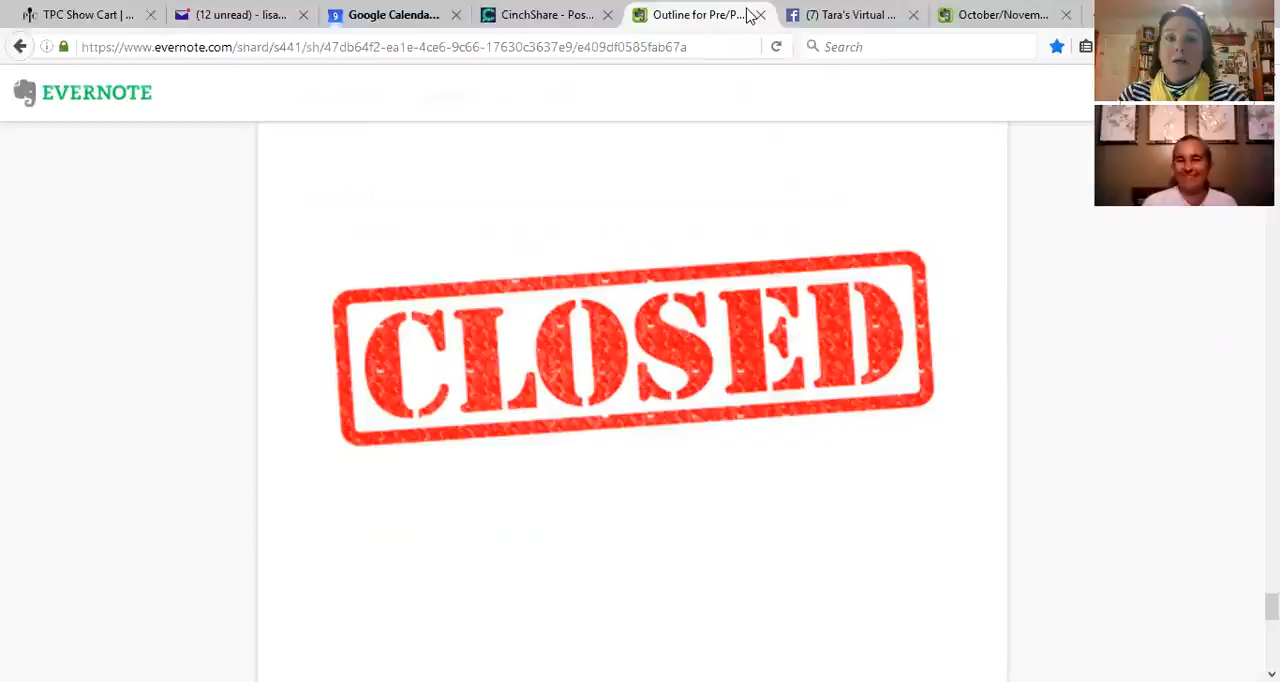 TPC Show Cart | ...
(12 unread) - lisa...
Google Calenda...
CinchShare - Pos...
Outline for Pre/P...
(7) Tara's Virtual ...
October/Novem...
https://www.evernote.com/shard/s441/sh/47db64f2-ea1e-4ce6-9c66-17630c3637e9/e409df0585fab67a
Search
EVERNOTE
CLOSED